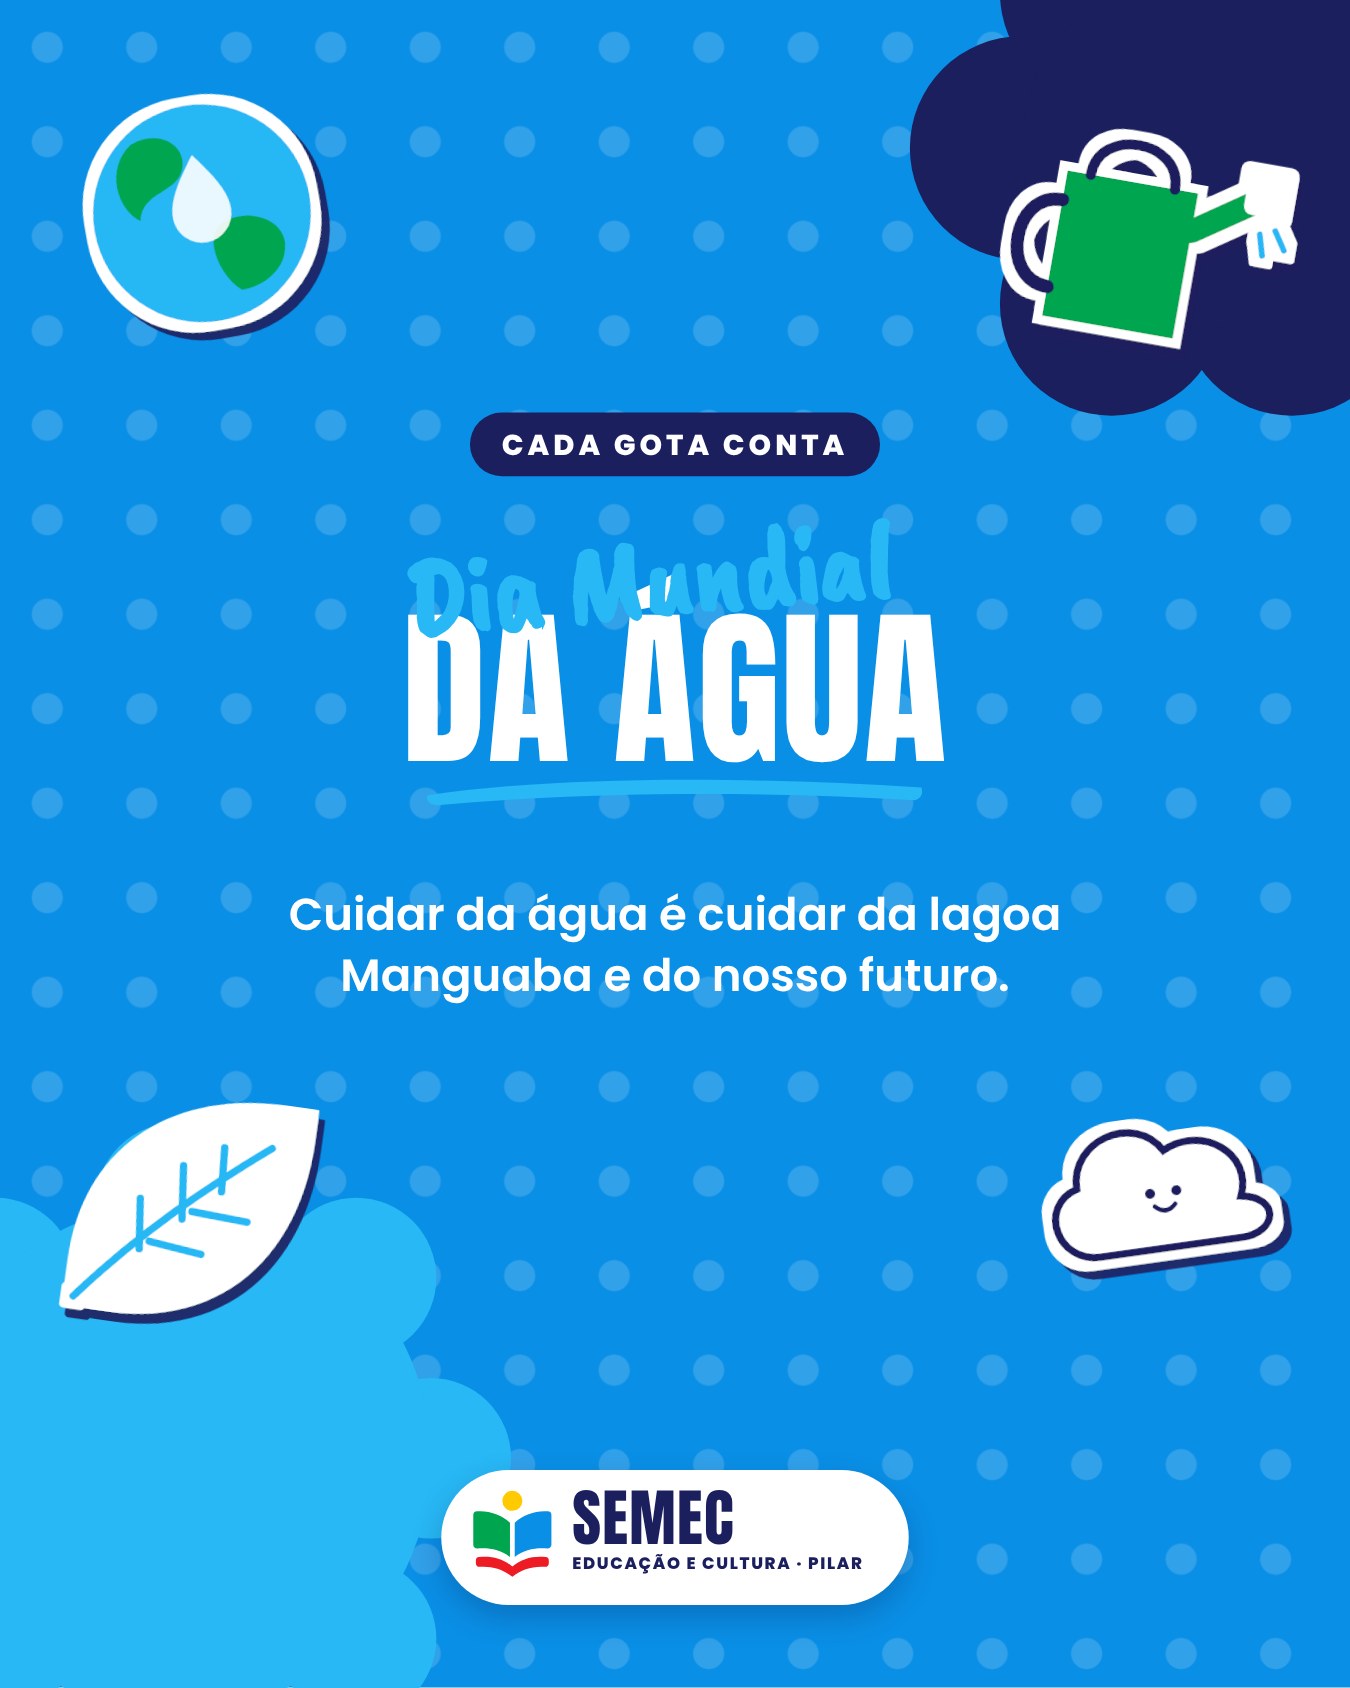 CADA GOTA CONTA
Dia Mundial
DA ÁGUA
Cuidar da água é cuidar da lagoa
Manguaba e do nosso futuro.
SEMEC
EDUCAÇÃO E CULTURA · PILAR